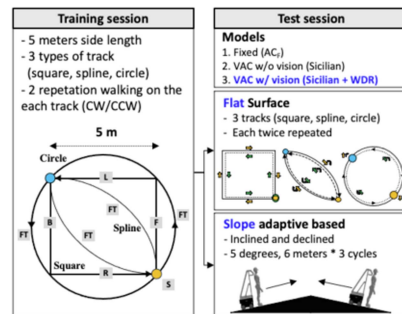 Training session
- 5 meters side length
- 3 types of track
(square, spline, circle)
- 2 repetation walking on the
each track (CW/CCW)
5 m
Circle
L
FT
FT
B
Spline
F
FT
FT
Square
R
S
Test session
Models
1. Fixed (ACF)
2. VAC w/o vision (Sicilian)
3. VAC w/ vision (Sicilian + WDR)
Flat Surface
- 3 tracks (square, spline, circle)
- Each twice repeated
Slope adaptive based
- Inclined and declined
- 5 degrees, 6 meters * 3 cycles